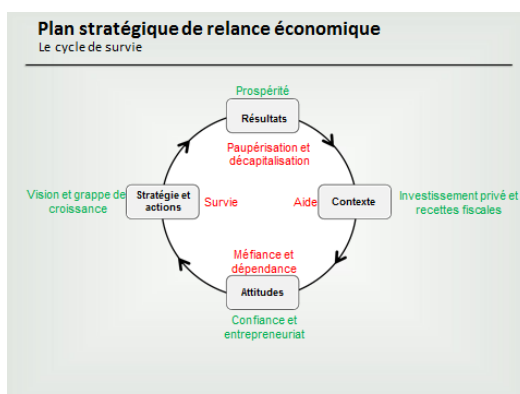 Plan stratégique de relance économique
Le cycle de survie
Prospérité
Résultats
Paupérisation et
décapitalisation
Vision et grappe de
croissance
Stratégie et
actions
Survie
Aide
Contexte
Investissement privé et
recettes fiscales
Méfiance et
dépendance
Attitudes
Confiance et
entrepreneuriat